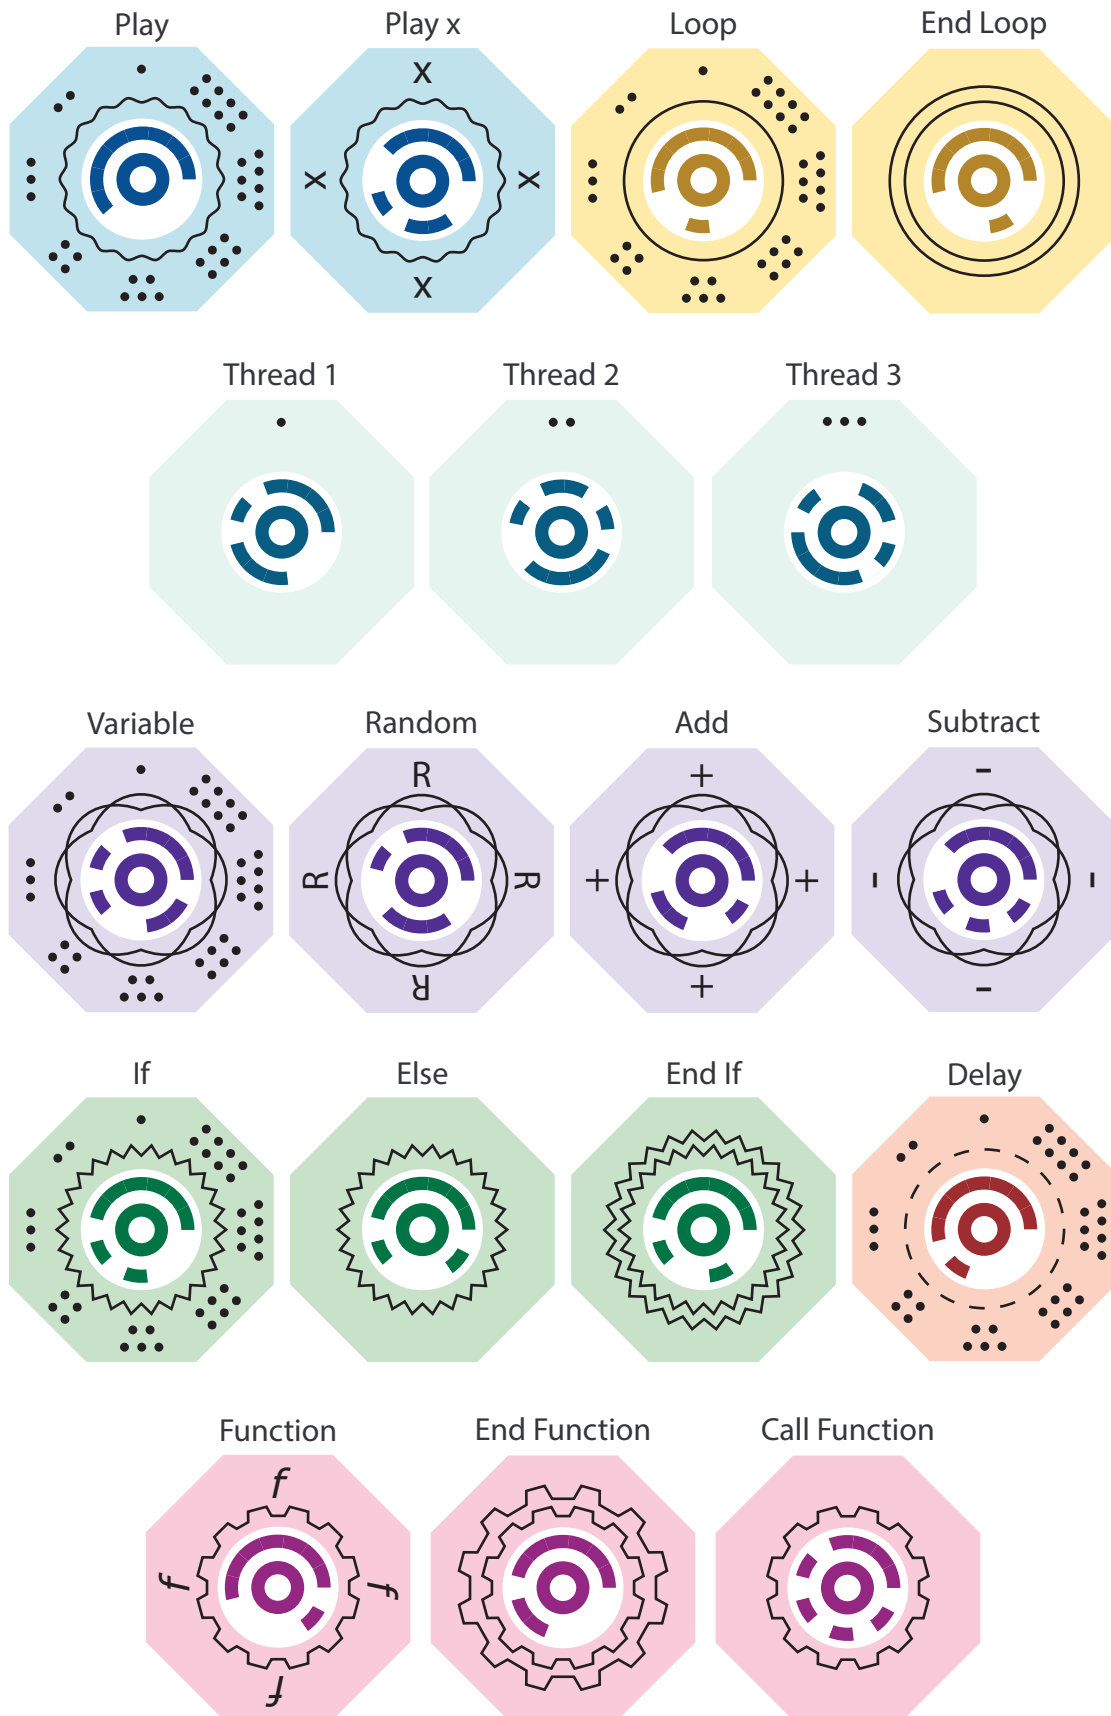 Play
Play x
Loop
End Loop
X
X
X
X
Thread 1
Thread 2
Thread 3
Variable
Random
Add
Subtract
R
+
–
R
R
+
+
–
–
R
+
–
If
Else
End If
Delay
Function
End Function
Call Function
f
f
f
f